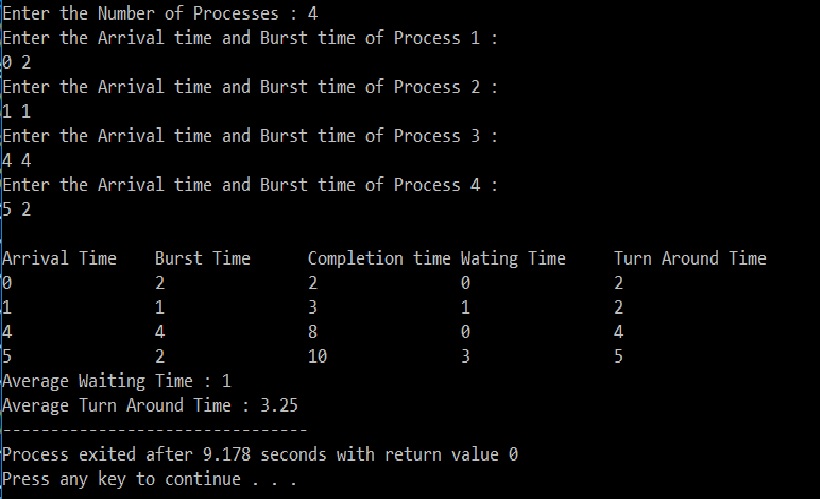 Enter the Number of Processes : 4
Enter the Arrival time and Burst time of Process 1 :
0 2
Enter the Arrival time and Burst time of Process 2 :
1 1
Enter the Arrival time and Burst time of Process 3 :
4 4
Enter the Arrival time and Burst time of Process 4 :
5 2
Arrival Time Burst Time Completion time Wating Time Turn Around Time
0 2 2 0 2
1 1 3 1 2
4 4 8 0 4
5 2 10 3 5
Average Waiting Time : 1
Average Turn Around Time : 3.25
--------------------------------
Process exited after 9.178 seconds with return value 0
Press any key to continue . . .